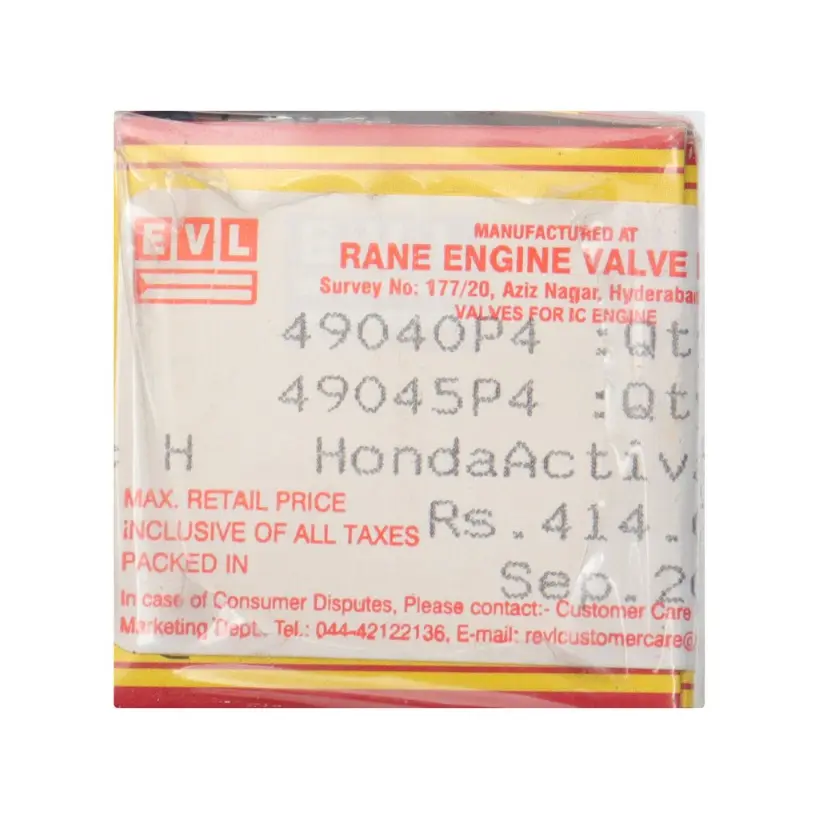 EVL
MANUFACTURED AT
RANE ENGINE VALVE
Survey No: 177/20, Aziz Nagar, Hyderabad
VALVES FOR IC ENGINE
49040P4 :Qt
49045P4 :Qt
H HondaActiv
MAX. RETAIL PRICE
INCLUSIVE OF ALL TAXES Rs.414.
PACKED IN
Sep.20
In case of Consumer Disputes, Please contact:- Customer Care
Marketing Dept., Tel.: 044-42122136, E-mail: revlcustomercare@